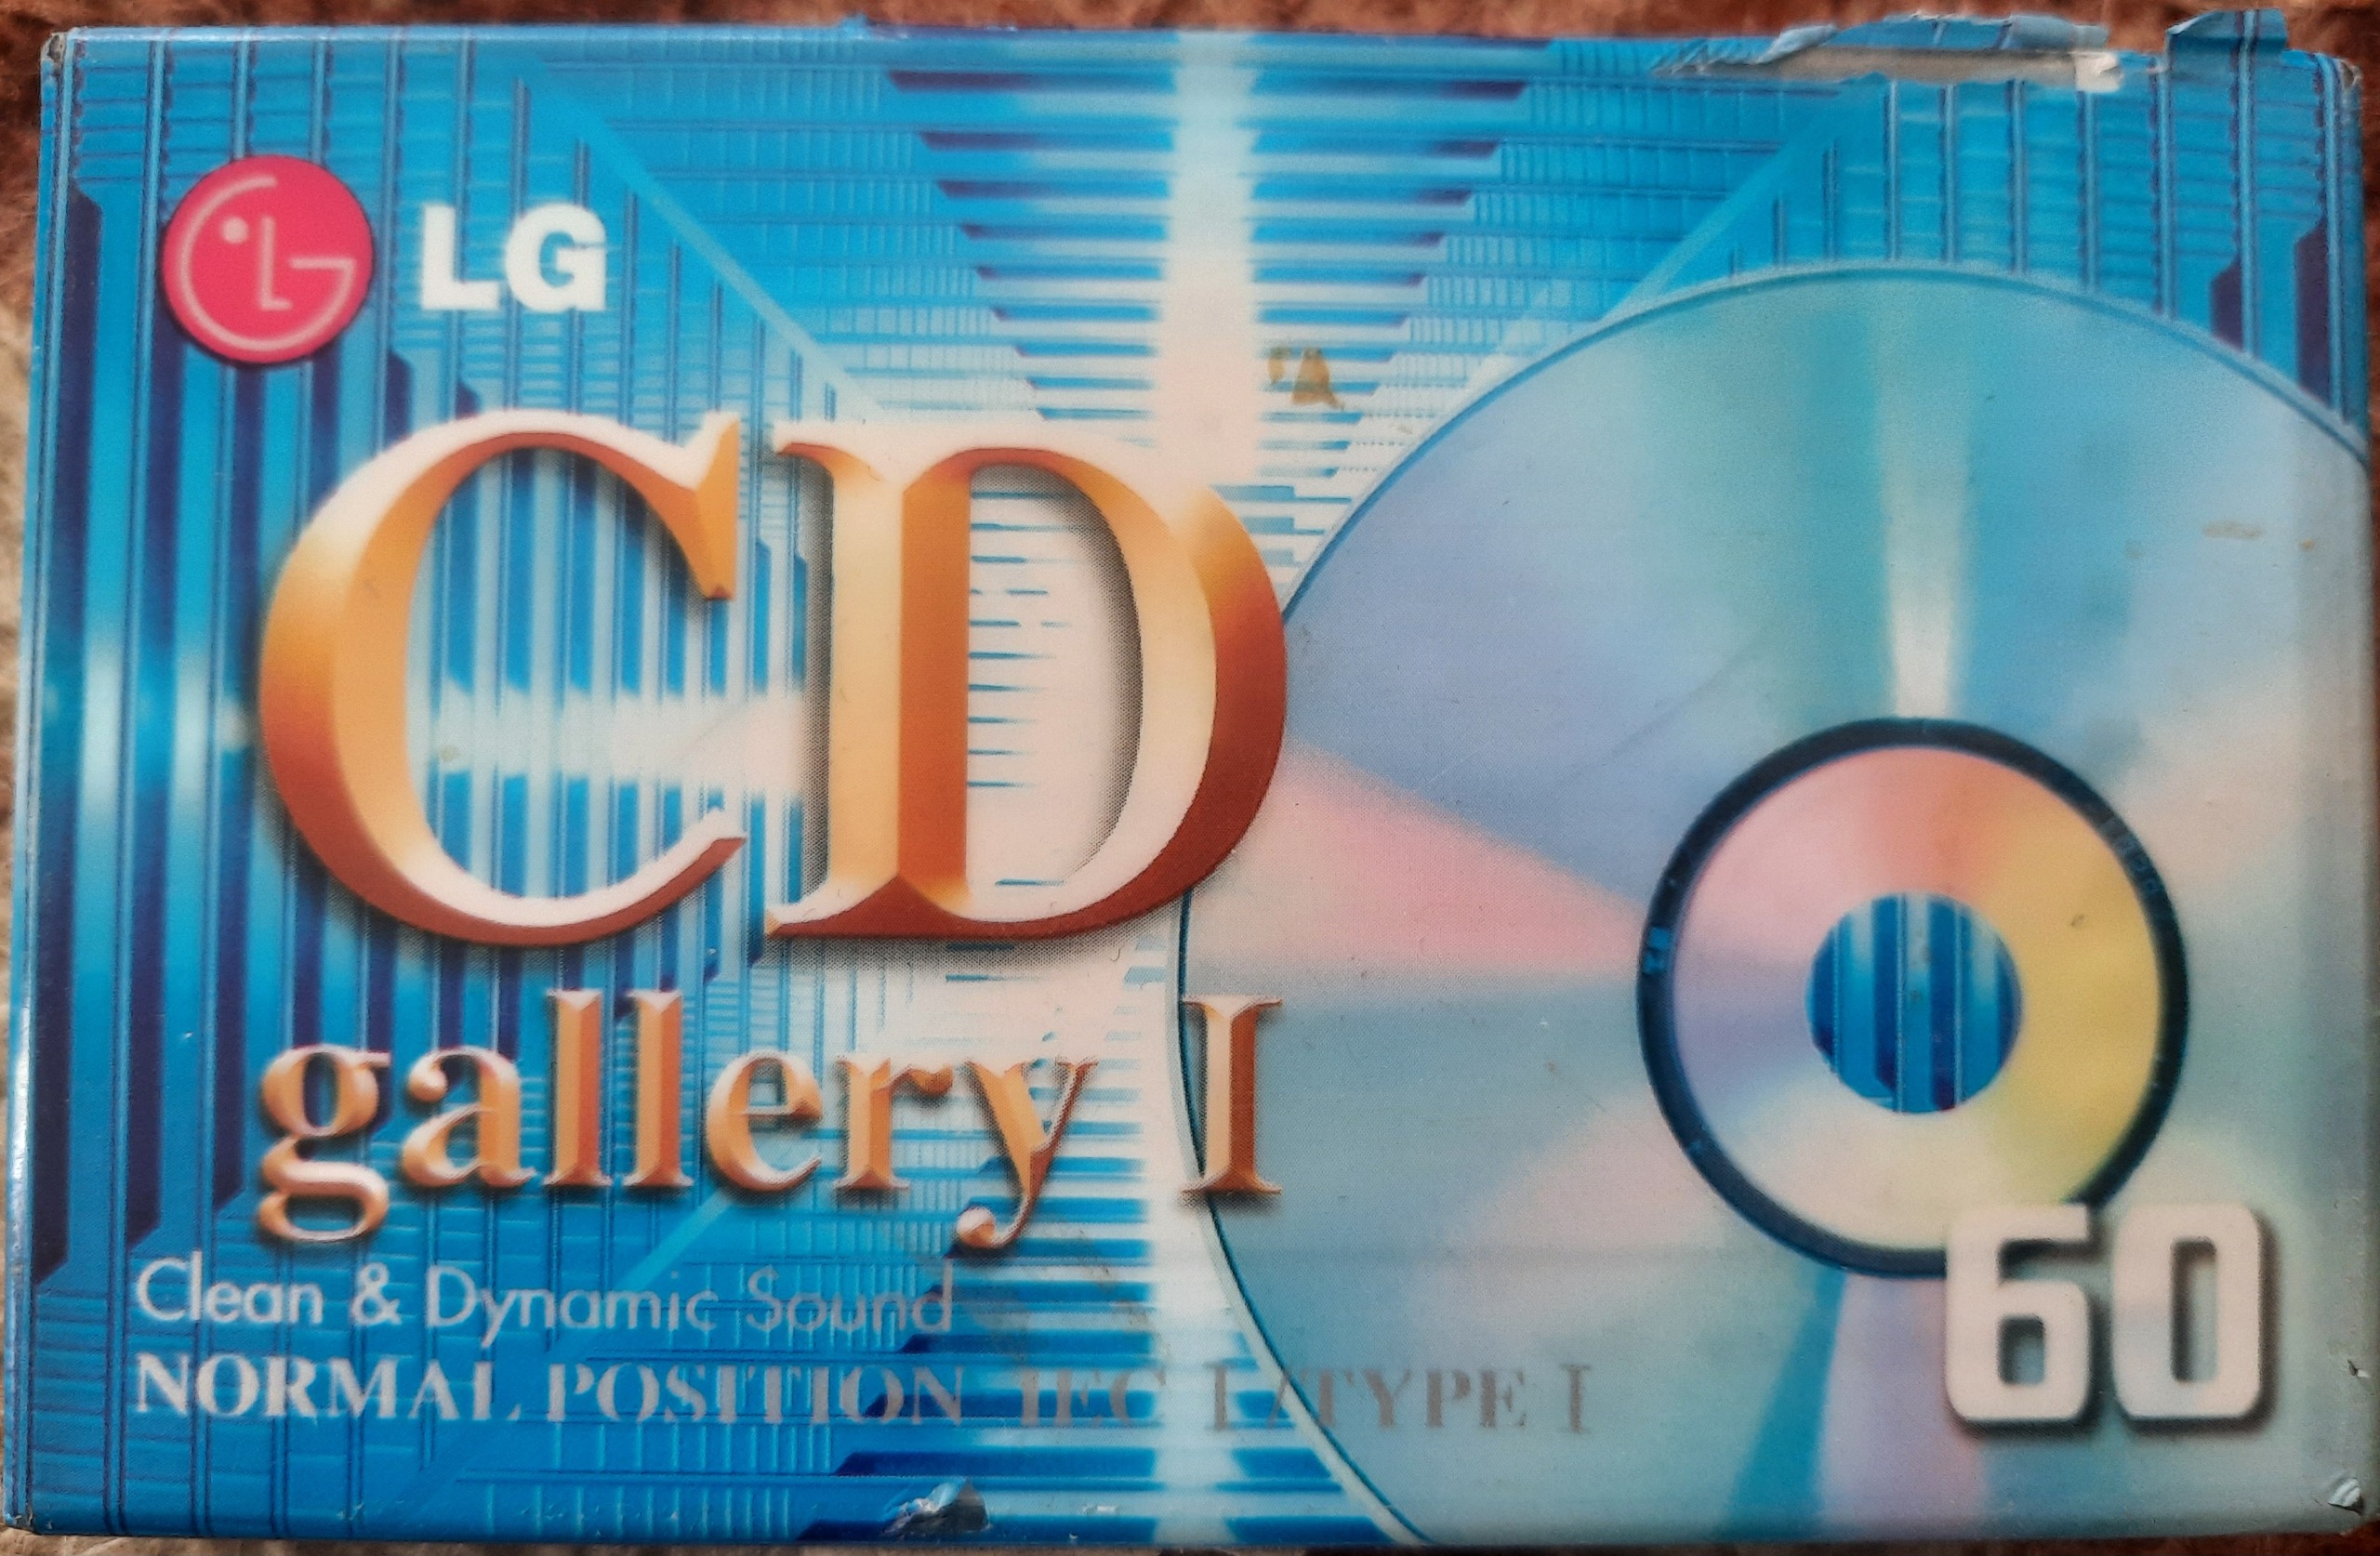 LG
CD
gallery I
Clean & Dynamic Sound
NORMAL POSITION IEC I/TYPE I
60